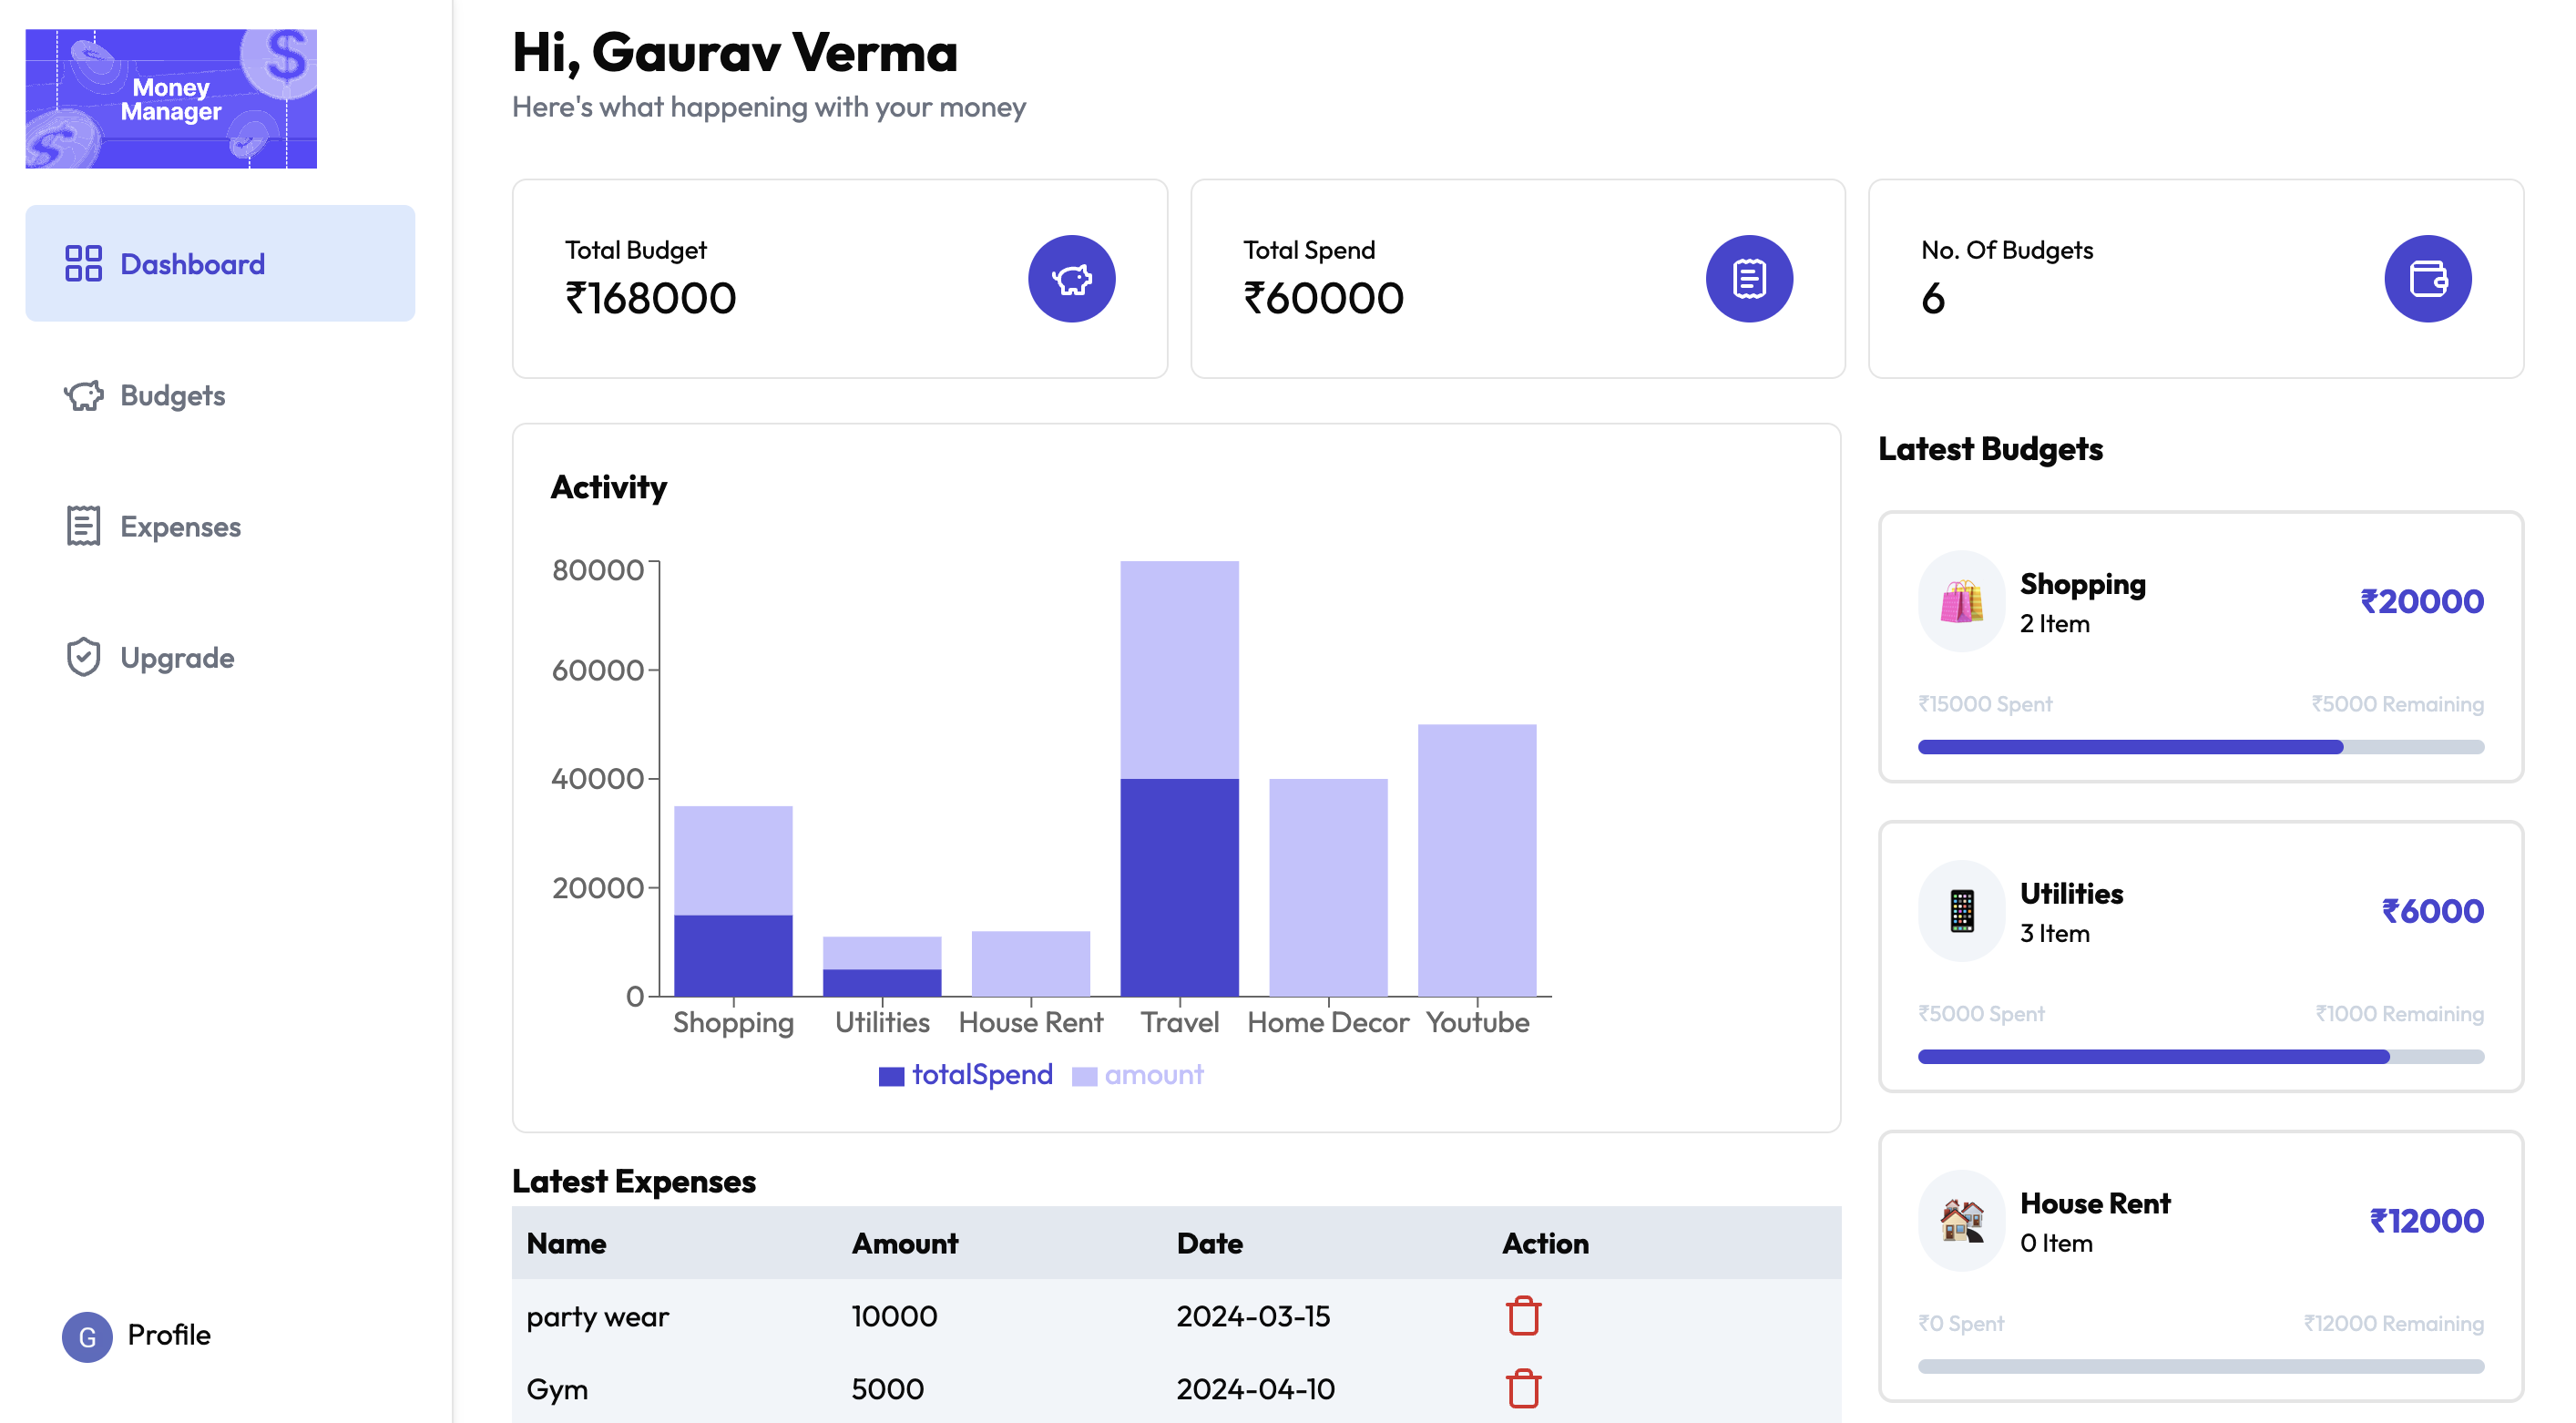 Money
Manager
Dashboard
Budgets
Expenses
Upgrade
G Profile
Hi, Gaurav Verma
Here's what happening with your money
Total Budget
₹168000
Total Spend
₹60000
No. Of Budgets
6
Activity
80000
60000
40000
20000
0
Shopping Utilities House Rent Travel Home Decor Youtube
totalSpend amount
Latest Expenses
Name Amount Date Action
party wear 10000 2024-03-15
Gym 5000 2024-04-10
Latest Budgets
Shopping
2 Item
₹20000
₹15000 Spent ₹5000 Remaining
Utilities
3 Item
₹6000
₹5000 Spent ₹1000 Remaining
House Rent
0 Item
₹12000
₹0 Spent ₹12000 Remaining